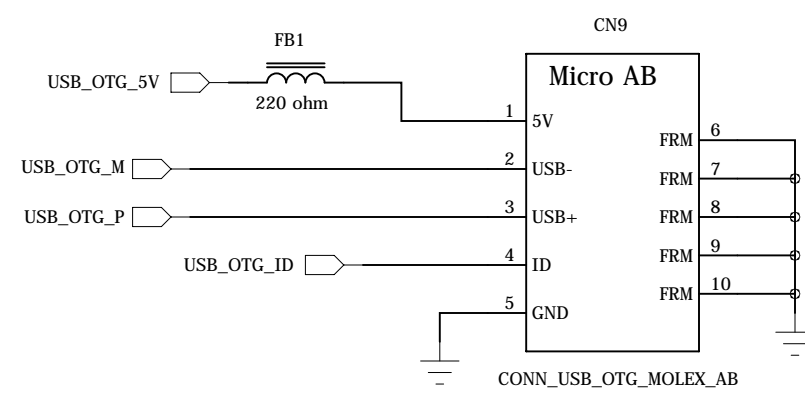 CN9
FB1
Micro AB
USB_OTG_5V
220 ohm
1
5V
6
FRM
USB_OTG_M
2
USB-
7
FRM
USB_OTG_P
3
USB+
8
FRM
USB_OTG_ID
4
ID
9
FRM
10
FRM
5
GND
CONN_USB_OTG_MOLEX_AB